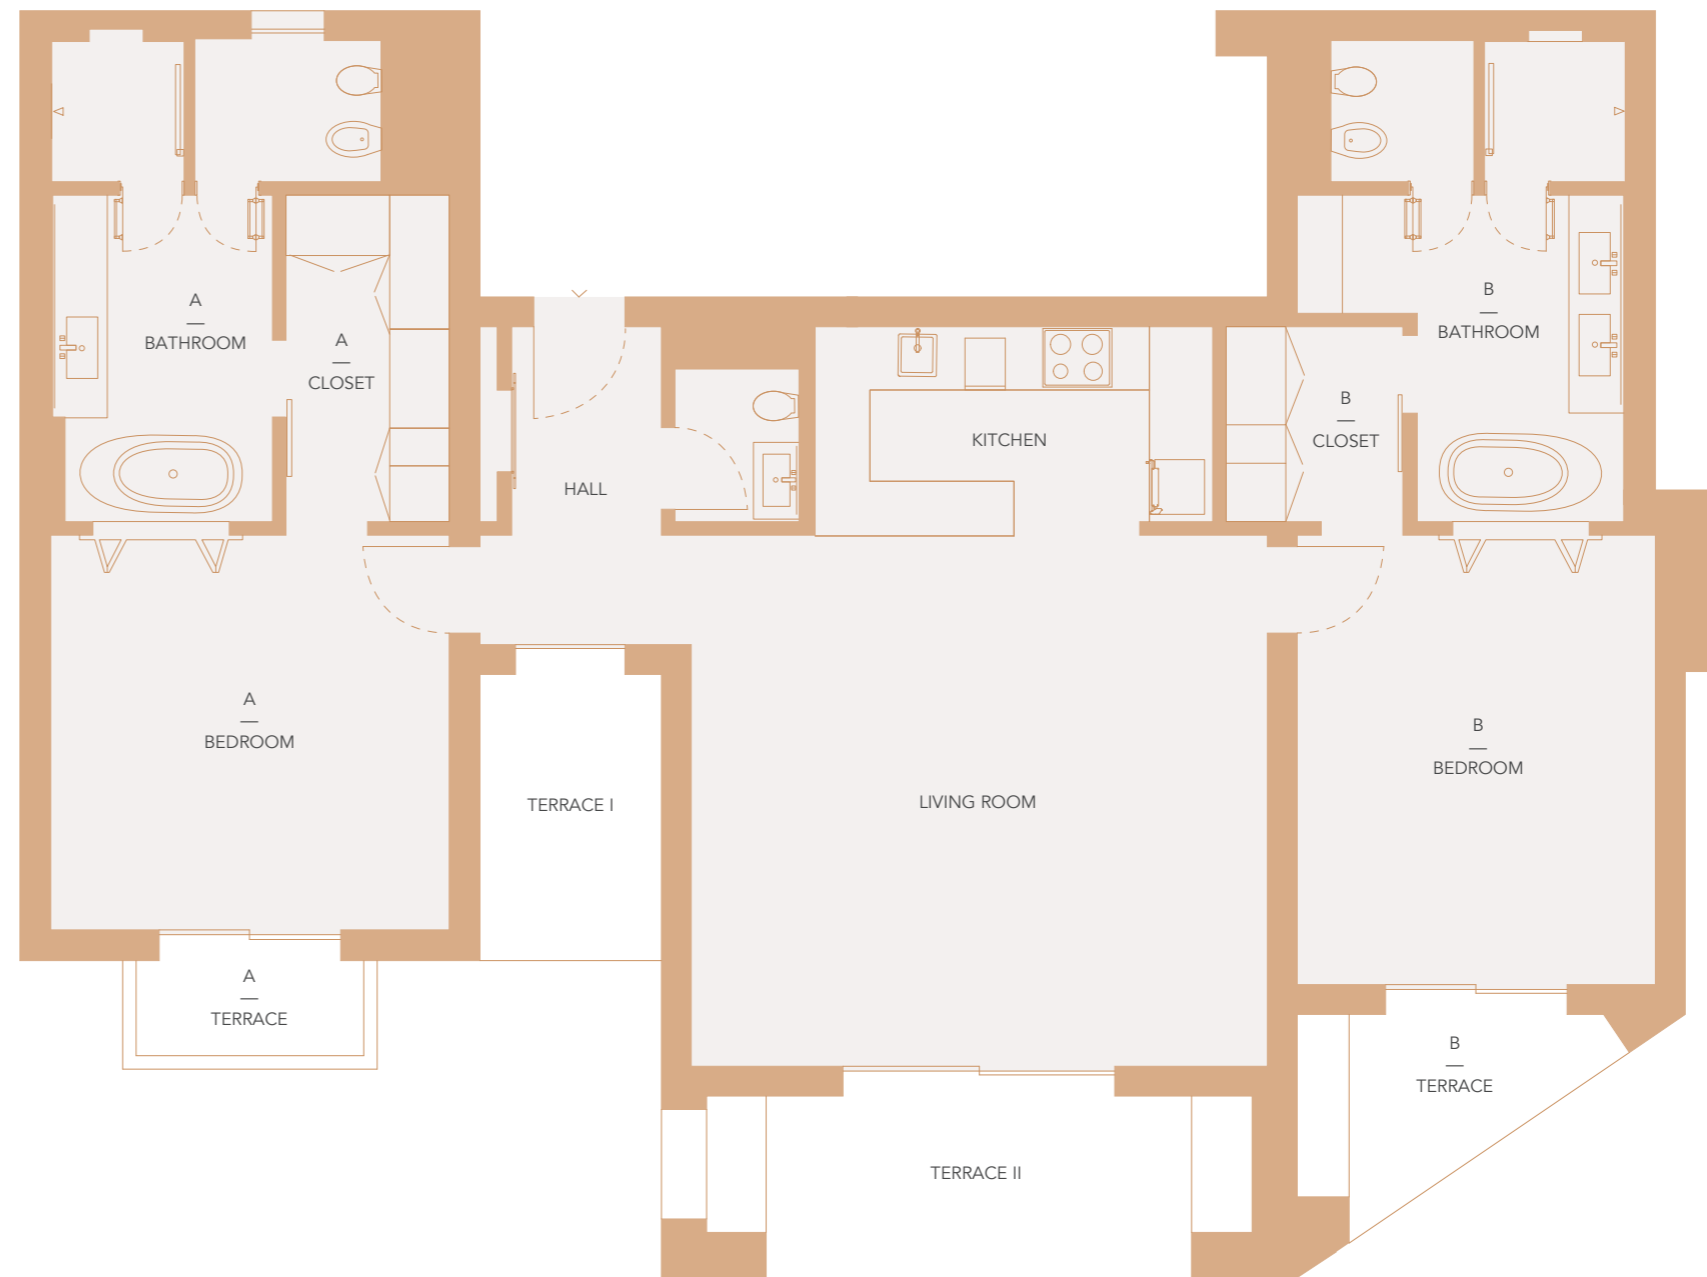 A
BATHROOM
A
CLOSET
HALL
KITCHEN
B
CLOSET
B
BATHROOM
A
BEDROOM
TERRACE I
LIVING ROOM
B
BEDROOM
A
TERRACE
TERRACE II
B
TERRACE